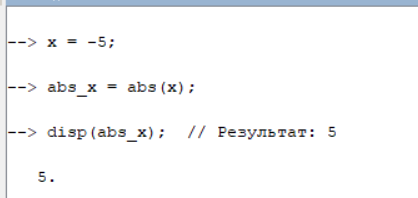 --> x = -5;
--> abs_x = abs(x);
--> disp(abs_x);  // Результат: 5
5.